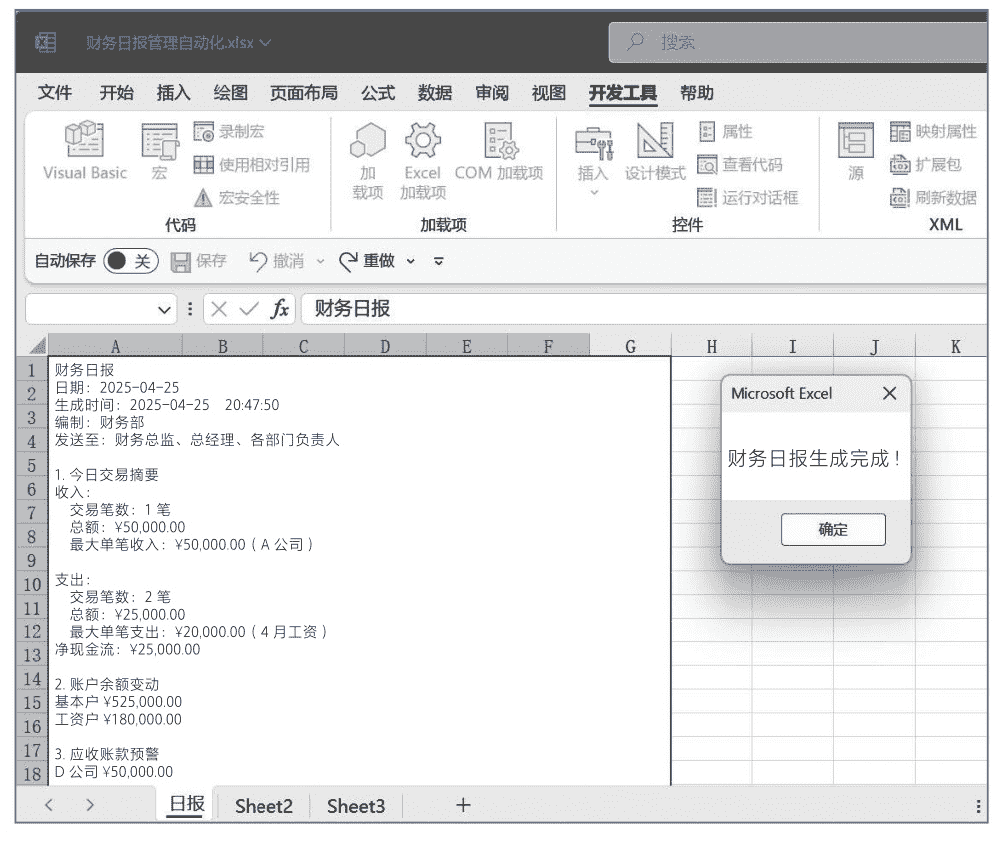 财务日报管理自动化.xlsx
搜索
文件 开始 插入 绘图 页面布局 公式 数据 审阅 视图 开发工具 帮助
Visual Basic
宏
录制宏
使用相对引用
宏安全性
代码
加
载项
Excel
加载项
COM 加载项
加载项
插入
设计模式
属性
查看代码
运行对话框
控件
源
映射属性
扩展包
刷新数据
XML
自动保存 关 保存 撤消 重做
fx 财务日报
A B C D E F G H I J K
1
2
3
4
5
6
7
8
9
10
11
12
13
14
15
16
17
18
财务日报
日期：2025-04-25
生成时间：2025-04-25 20:47:50
编制：财务部
发送至：财务总监、总经理、各部门负责人
1. 今日交易摘要
收入：
交易笔数：1 笔
总额：¥50,000.00
最大单笔收入：¥50,000.00（A 公司）
支出：
交易笔数：2 笔
总额：¥25,000.00
最大单笔支出：¥20,000.00（4 月工资）
净现金流：¥25,000.00
2. 账户余额变动
基本户 ¥525,000.00
工资户 ¥180,000.00
3. 应收账款预警
D 公司 ¥50,000.00
Microsoft Excel
财务日报生成完成！
确定
日报 Sheet2 Sheet3